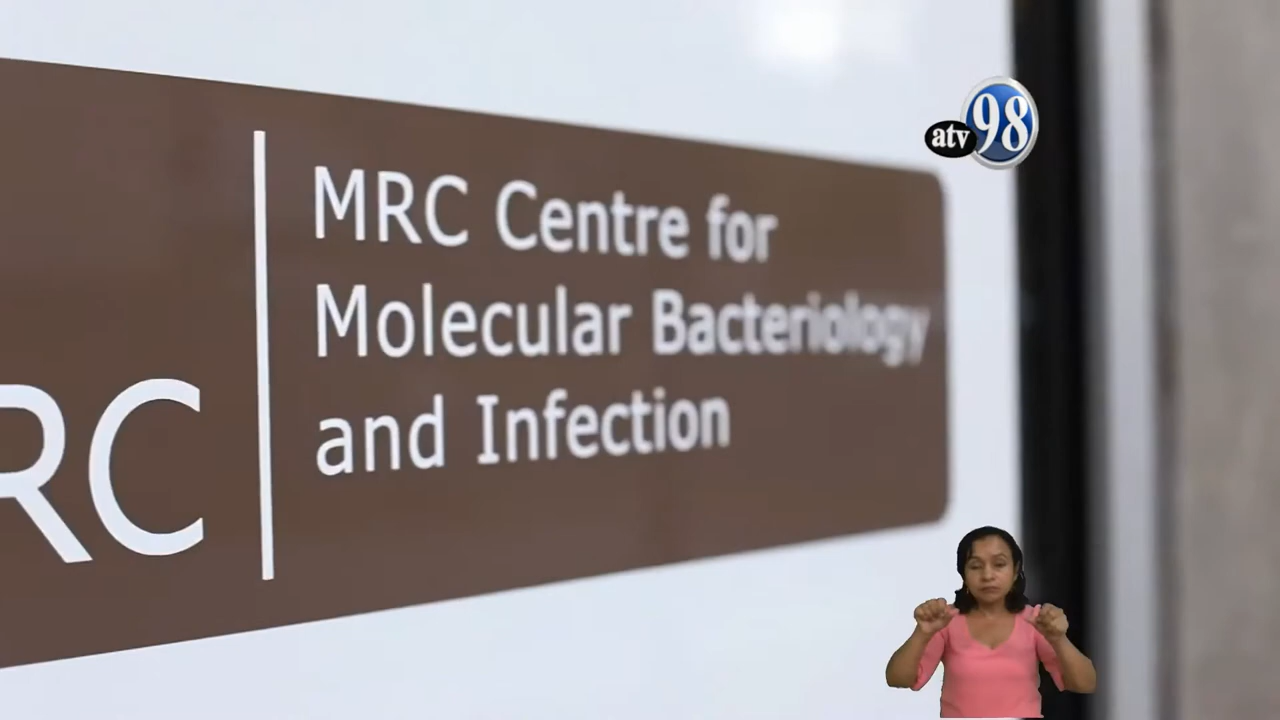 atv 98
MRC Centre for
Molecular Bacteriology
and Infection
RC